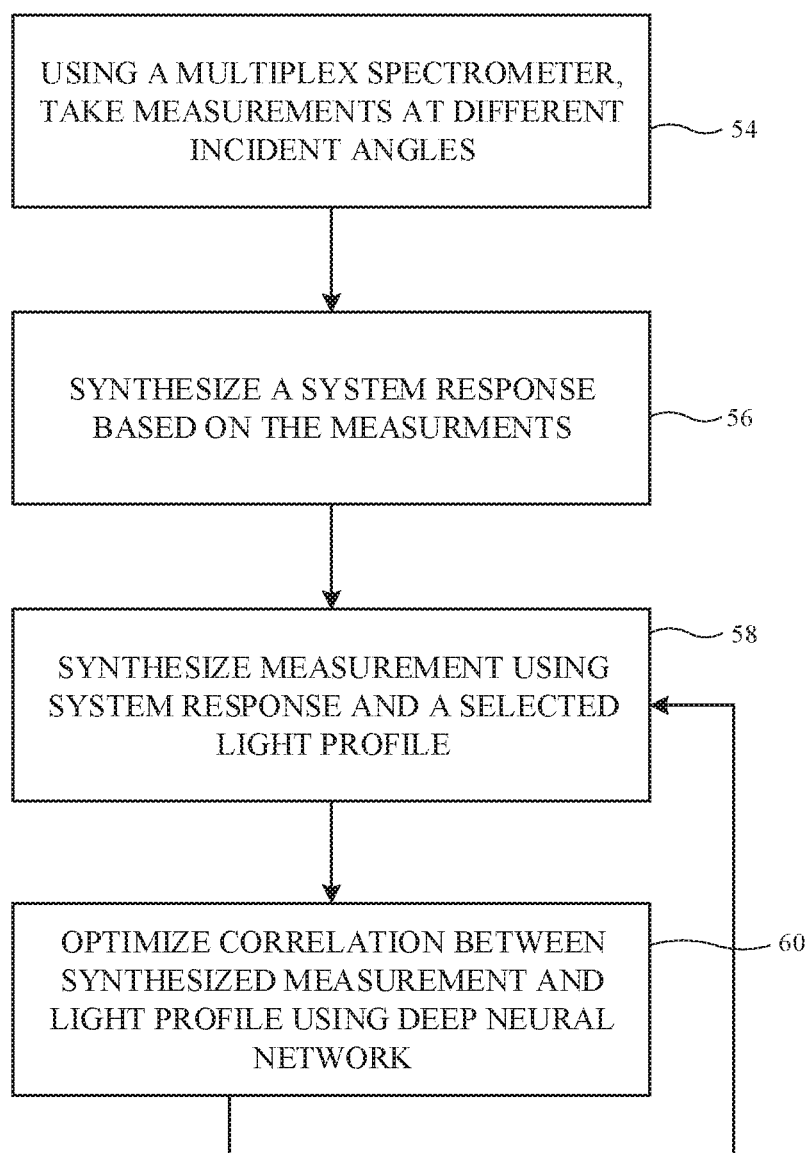 USING A MULTIPLEX SPECTROMETER,
TAKE MEASUREMENTS AT DIFFERENT
INCIDENT ANGLES
54
SYNTHESIZE A SYSTEM RESPONSE
BASED ON THE MEASURMENTS
56
58
SYNTHESIZE MEASUREMENT USING
SYSTEM RESPONSE AND A SELECTED
LIGHT PROFILE
OPTIMIZE CORRELATION BETWEEN
SYNTHESIZED MEASUREMENT AND
LIGHT PROFILE USING DEEP NEURAL
NETWORK
60